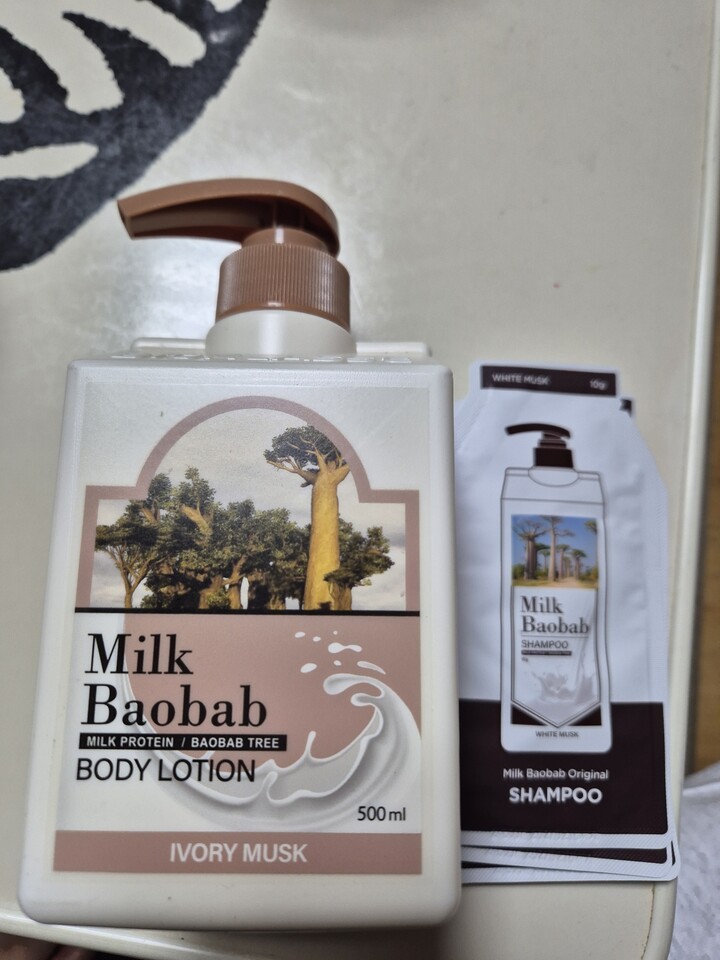 Milk
Baobab
MILK PROTEIN / BAOBAB TREE
BODY LOTION
500 ml
IVORY MUSK
WHITE MUSK 10g
Milk
Baobab
SHAMPOO
WHITE MUSK
Milk Baobab Original
SHAMPOO